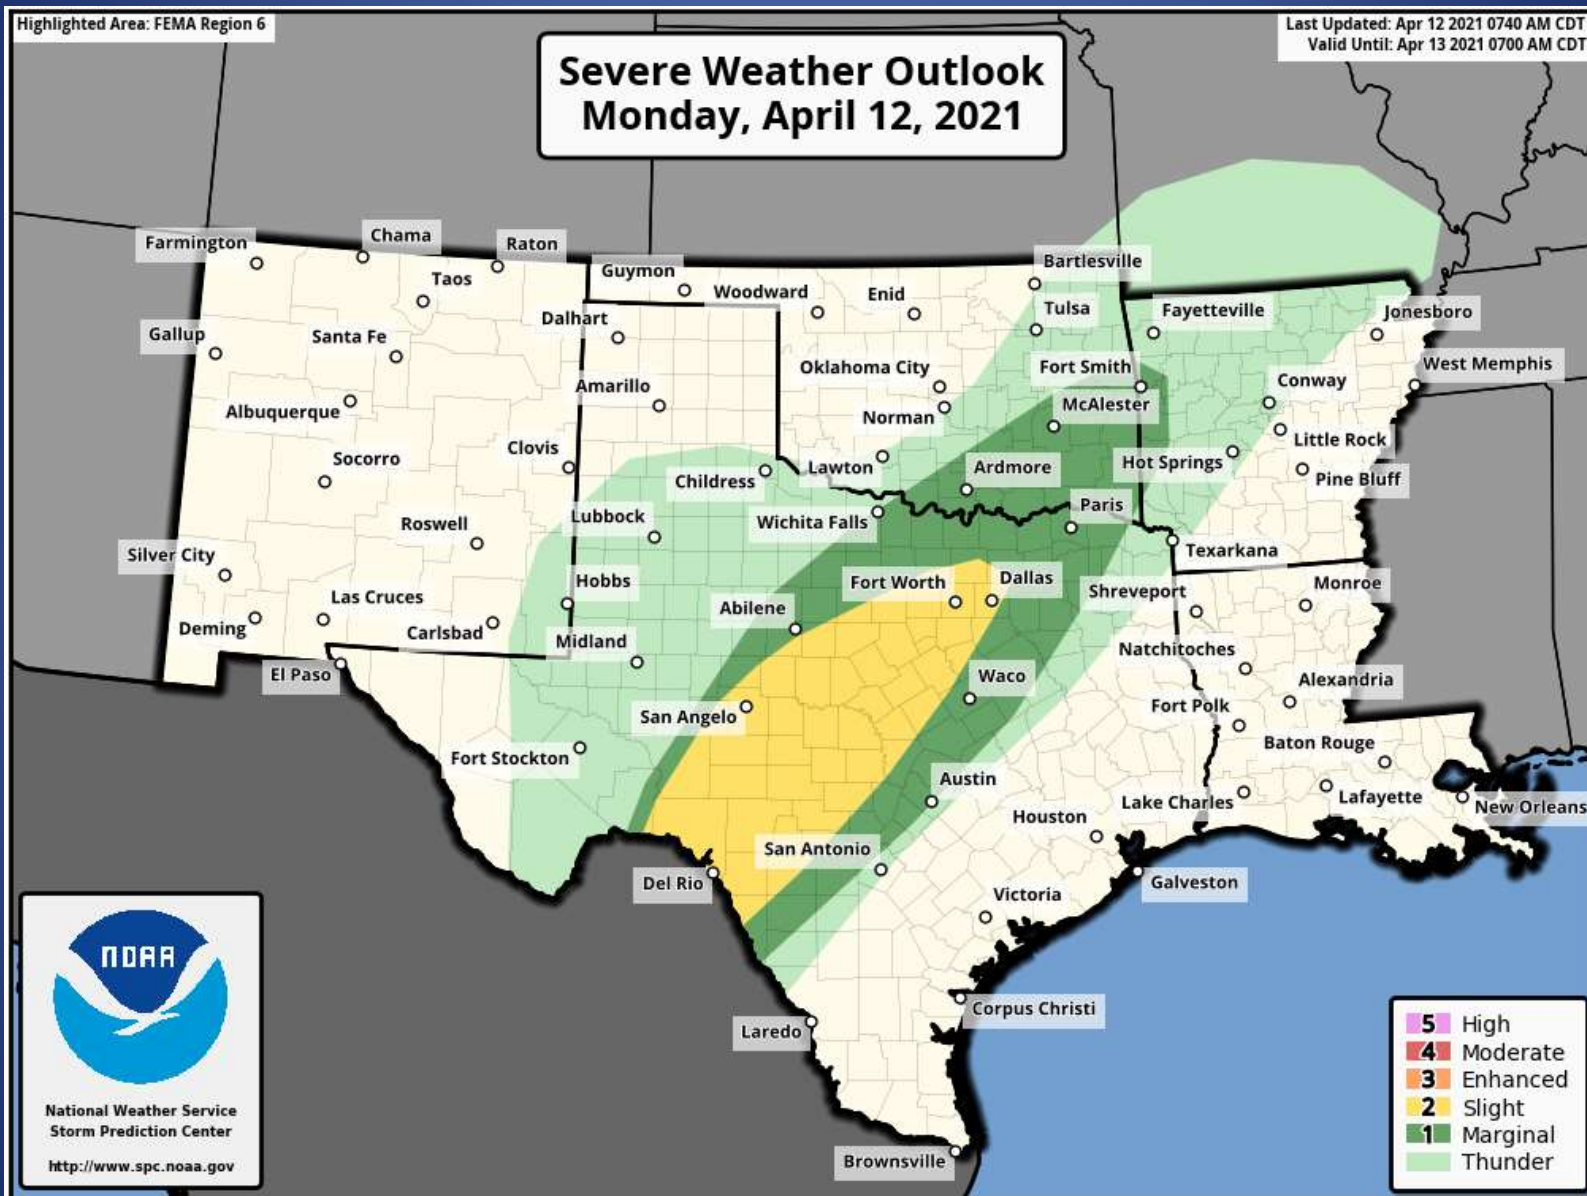 Highlighted Area: FEMA Region 6
Last Updated: Apr 12 2021 0740 AM CDT
Valid Until: Apr 13 2021 0700 AM CDT
Severe Weather Outlook
Monday, April 12, 2021
Farmington
Chama
Raton
Taos
Guymon
Woodward
Enid
Bartlesville
Tulsa
Fayetteville
Jonesboro
Gallup
Santa Fe
Dalhart
Oklahoma City
Fort Smith
West Memphis
Albuquerque
Amarillo
Norman
McAlester
Conway
Socorro
Clovis
Childress
Lawton
Ardmore
Hot Springs
Little Rock
Pine Bluff
Roswell
Lubbock
Wichita Falls
Paris
Texarkana
Silver City
Las Cruces
Hobbs
Abilene
Fort Worth
Dallas
Shreveport
Monroe
Deming
Carlsbad
Midland
Natchitoches
El Paso
San Angelo
Waco
Fort Polk
Alexandria
Fort Stockton
Austin
Baton Rouge
Lake Charles
Lafayette
New Orleans
Houston
San Antonio
Del Rio
Galveston
Victoria
Corpus Christi
Laredo
Brownsville
NOAA
National Weather Service
Storm Prediction Center
http://www.spc.noaa.gov
5 High
4 Moderate
3 Enhanced
2 Slight
1 Marginal
Thunder